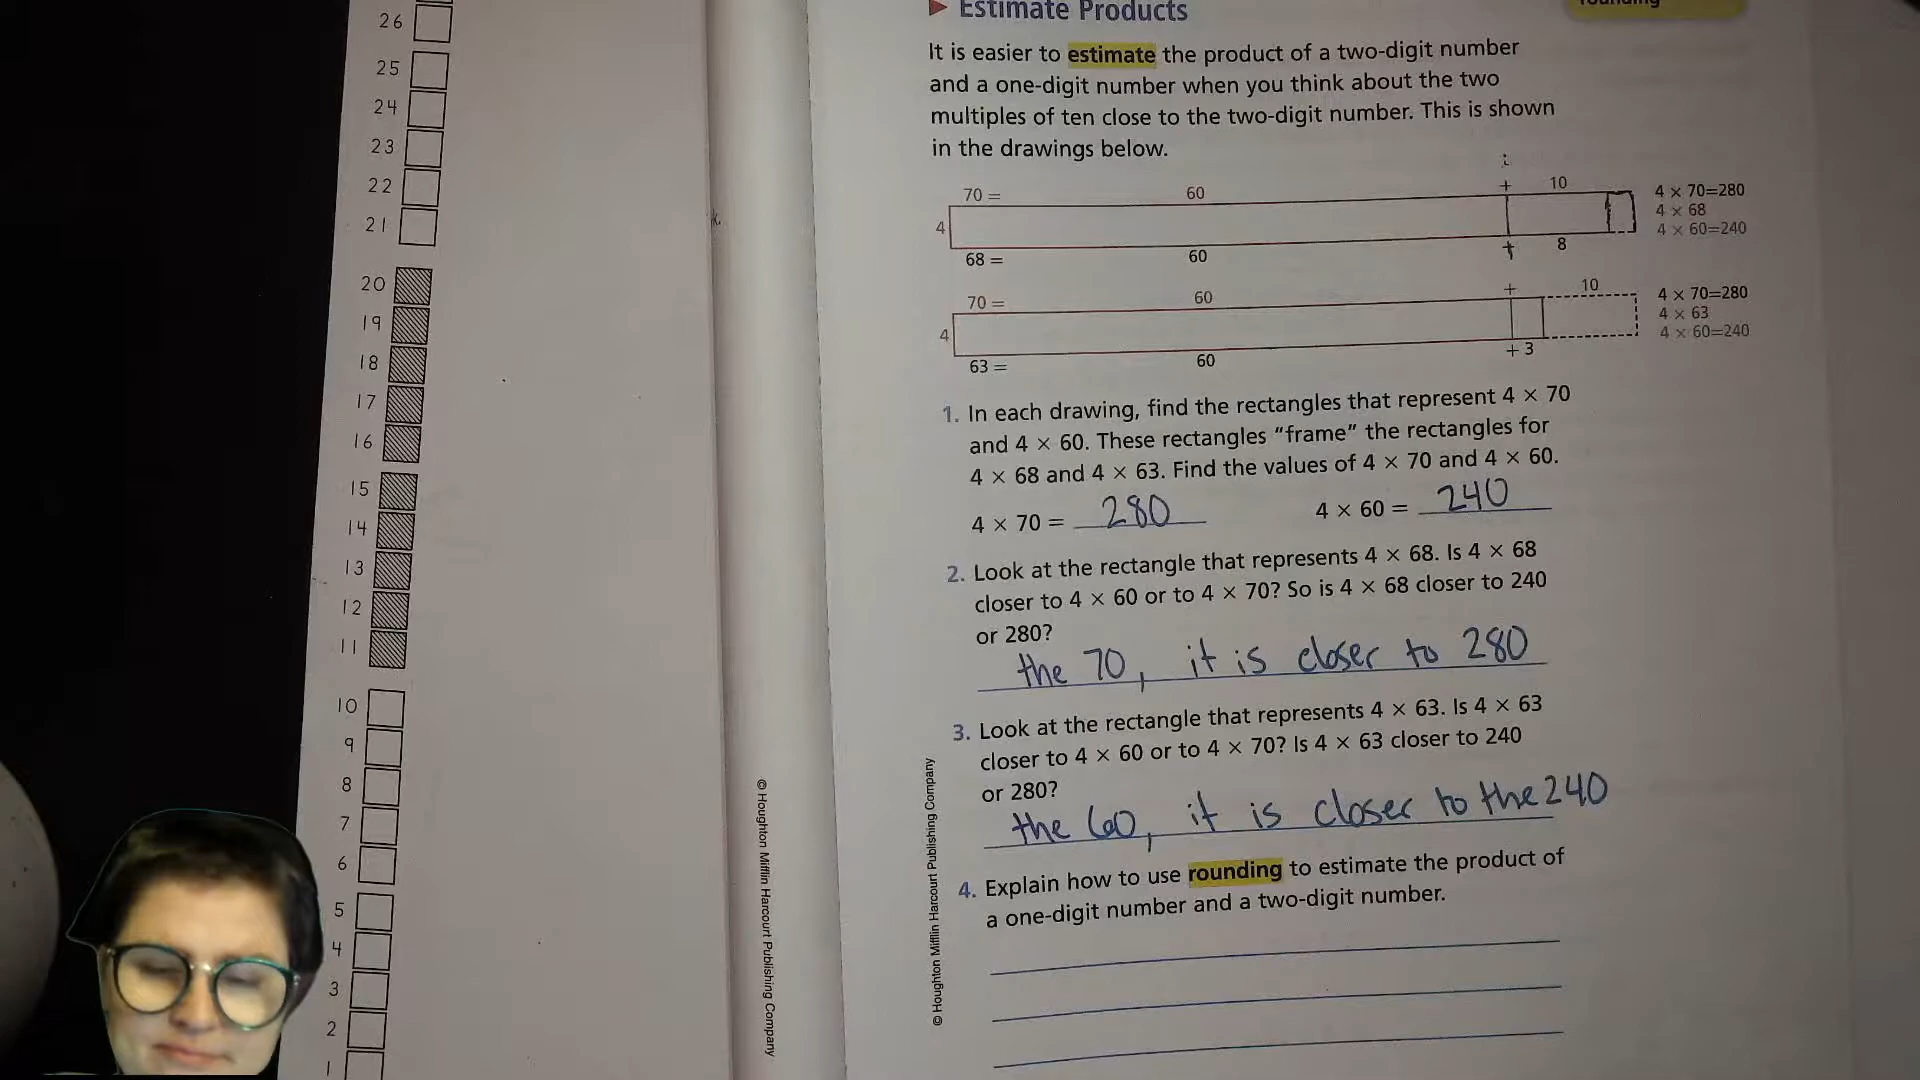 26
25
24
23
22
21
20
19
18
17
16
15
14
13
12
11
10
9
8
7
6
5
4
3
2
1
© Houghton Mifflin Harcourt Publishing Company
Estimate Products
rounding
It is easier to estimate the product of a two-digit number
and a one-digit number when you think about the two
multiples of ten close to the two-digit number. This is shown
in the drawings below.
70 = 60 + 10
4
68 = 60 + 8
4 × 70=280
4 × 68
4 × 60=240
70 = 60 + 10
4
63 = 60 + 3
4 × 70=280
4 × 63
4 × 60=240
1. In each drawing, find the rectangles that represent 4 × 70
and 4 × 60. These rectangles "frame" the rectangles for
4 × 68 and 4 × 63. Find the values of 4 × 70 and 4 × 60.
4 × 70 = 280 4 × 60 = 240
2. Look at the rectangle that represents 4 × 68. Is 4 × 68
closer to 4 × 60 or to 4 × 70? So is 4 × 68 closer to 240
or 280?
the 70, it is closer to 280
3. Look at the rectangle that represents 4 × 63. Is 4 × 63
closer to 4 × 60 or to 4 × 70? Is 4 × 63 closer to 240
or 280?
the 60, it is closer to the 240
4. Explain how to use rounding to estimate the product of
a one-digit number and a two-digit number.
© Houghton Mifflin Harcourt Publishing Company